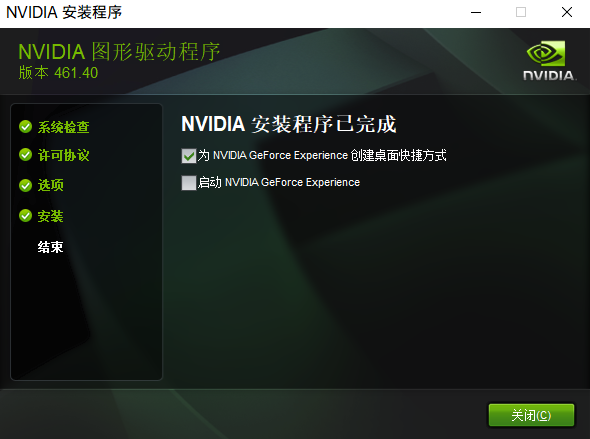 NVIDIA 安装程序
NVIDIA 图形驱动程序
版本 461.40
NVIDIA.
系统检查
许可协议
选项
安装
结束
NVIDIA 安装程序已完成
为 NVIDIA GeForce Experience 创建桌面快捷方式
启动 NVIDIA GeForce Experience
关闭(C)